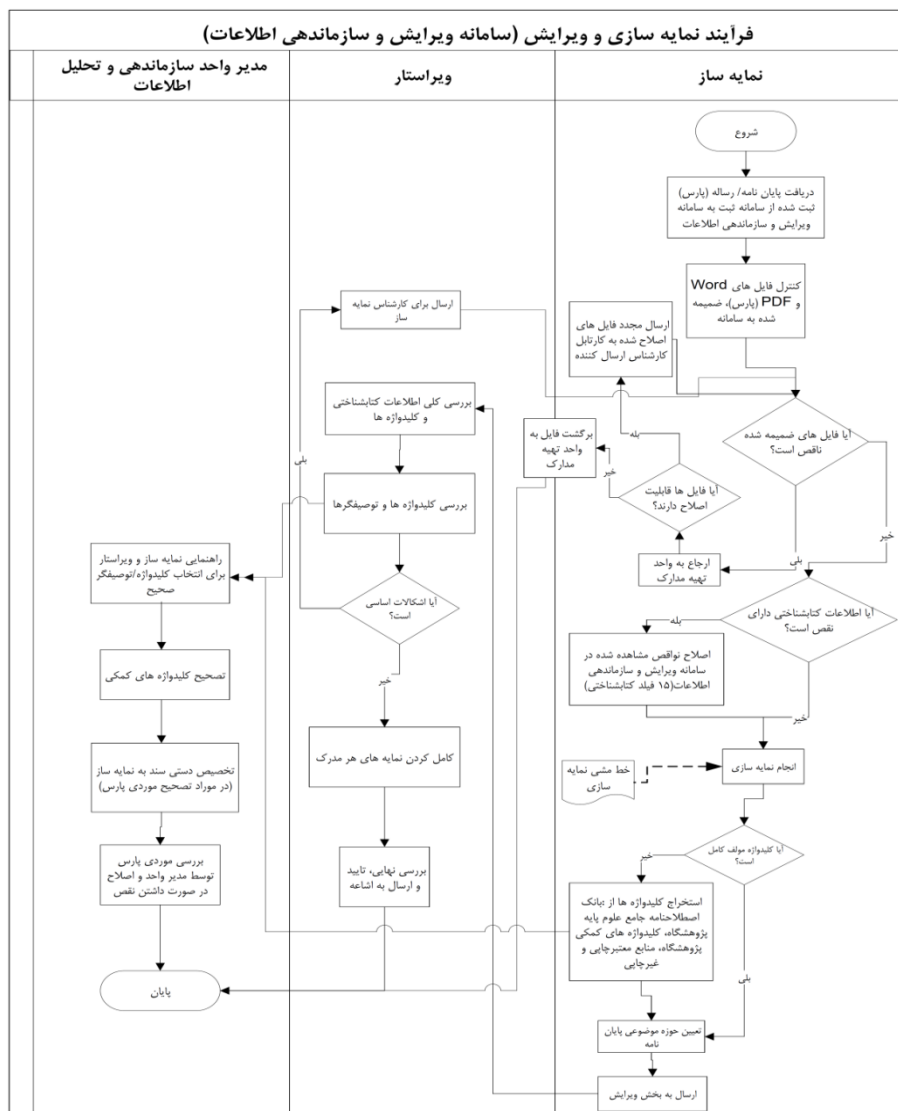 فرآیند نمایه سازی و ویرایش (سامانه ویرایش و سازماندهی اطلاعات)
نمایه ساز
ویراستار
مدیر واحد سازماندهی و تحلیل
اطلاعات
شروع
دریافت پایان نامه/ رساله (پارس)
ثبت شده از سامانه ثبت به سامانه
ویرایش و سازماندهی اطلاعات
کنترل فایل های Word
و PDF (پارس)، ضمیمه
شده به سامانه
ارسال مجدد فایل های
اصلاح شده به کارتابل
کارشناس ارسال کننده
آیا فایل های ضمیمه شده
ناقص است؟
بله
خیر
آیا فایل ها قابلیت
اصلاح دارند؟
خیر
برگشت فایل به
واحد تهیه
مدارک
ارجاع به واحد
تهیه مدارک
بلی
آیا اطلاعات کتابشناختی دارای
نقص است؟
بله
اصلاح نواقص مشاهده شده در
سامانه ویرایش و سازماندهی
اطلاعات(۱۵ فیلد کتابشناختی)
خیر
انجام نمایه سازی
خط مشی نمایه
سازی
آیا کلیدواژه مولف کامل
است؟
خیر
استخراج کلیدواژه ها از :بانک
اصطلاحنامه جامع علوم پایه
پژوهشگاه، کلیدواژه های کمکی
پژوهشگاه، منابع معتبرچاپی و
غیرچاپی
بلی
تعیین حوزه موضوعی پایان
نامه
ارسال به بخش ویرایش
ارسال برای کارشناس نمایه
ساز
بررسی کلی اطلاعات کتابشناختی
و کلیدواژه ها
بلی
بررسی کلیدواژه ها و توصیفگرها
آیا اشکالات اساسی
است؟
خیر
کامل کردن نمایه های هر مدرک
بررسی نهایی، تایید
و ارسال به اشاعه
راهنمایی نمایه ساز و ویراستار
برای انتخاب کلیدواژه/توصیفگر
صحیح
تصحیح کلیدواژه های کمکی
تخصیص دستی سند به نمایه ساز
(در موراد تصحیح موردی پارس)
بررسی موردی پارس
توسط مدیر واحد و اصلاح
در صورت داشتن نقص
پایان